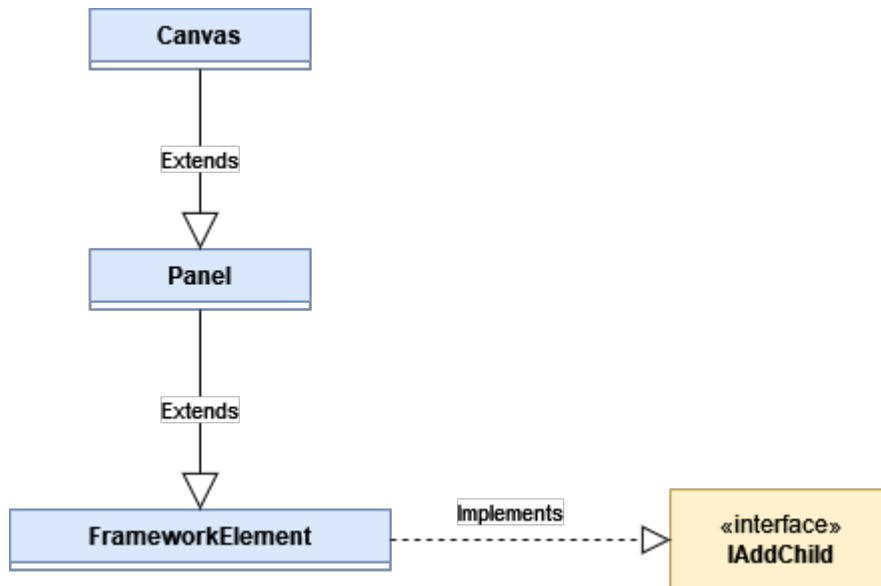 Canvas
Extends
Panel
Extends
FrameworkElement
Implements
«interface»
IAddChild